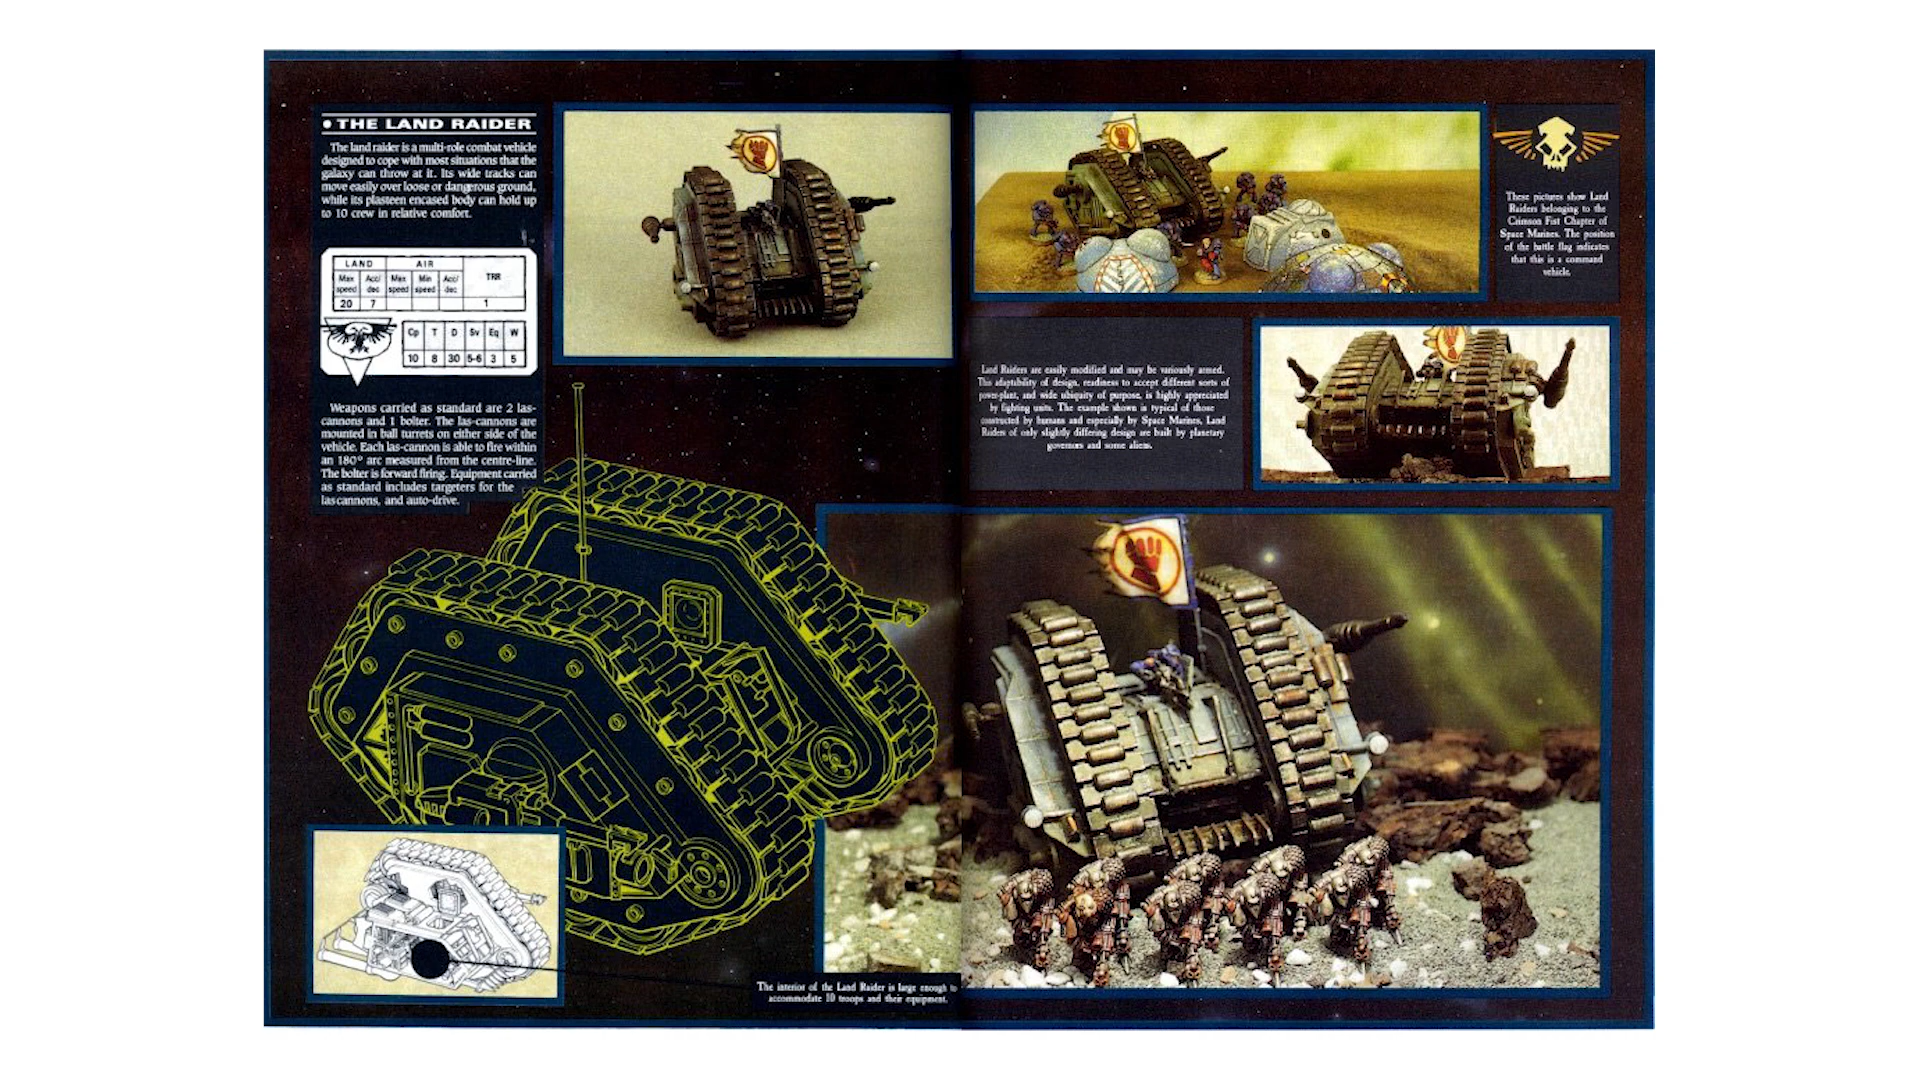 • THE LAND RAIDER
The land raider is a multi-role combat vehicle
designed to cope with most situations that the
galaxy can throw at it. Its wide tracks can
move easily over loose or dangerous ground,
while its plasteen encased body can hold up
to 10 crew in relative comfort.
LAND AIR TRR
Max speed Acc/dec Max speed Min speed Acc/dec
20 7 1
Cp T D Sv Eq W
10 8 30 5-6 3 5
Weapons carried as standard are 2 las-
cannons and 1 bolter. The las-cannons are
mounted in ball turrets on either side of the
vehicle. Each las-cannon is able to fire within
an 180° arc measured from the centre-line.
The bolter is forward firing. Equipment carried
as standard includes targeters for the
lascannons, and auto-drive.
The interior of the Land Raider is large enough to
accommodate 10 troops and their equipment.
These pictures show Land
Raiders belonging to the
Crimson Fist Chapter of
Space Marines. The position
of the battle flag indicates
that this is a command
vehicle.
Land Raiders are easily modified and may be variously armed.
This adaptability of design, readiness to accept different sorts of
power-plant, and wide ubiquity of purpose, is highly appreciated
by fighting units. The example shown is typical of those
constructed by humans and especially by Space Marines, Land
Raiders of only slightly differing design are built by planetary
governors and some aliens.